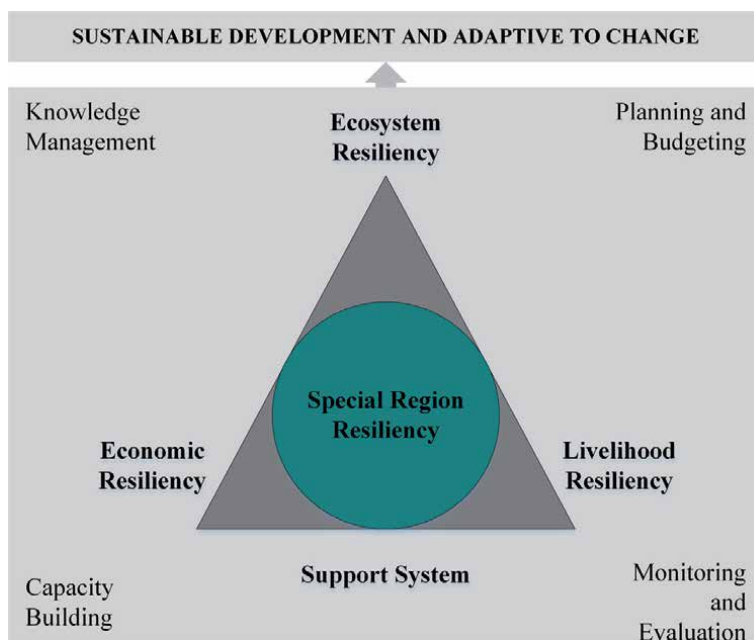 SUSTAINABLE DEVELOPMENT AND ADAPTIVE TO CHANGE
Knowledge
Management
Ecosystem
Resiliency
Planning and
Budgeting
Special Region
Resiliency
Economic
Resiliency
Livelihood
Resiliency
Support System
Capacity
Building
Monitoring
and
Evaluation